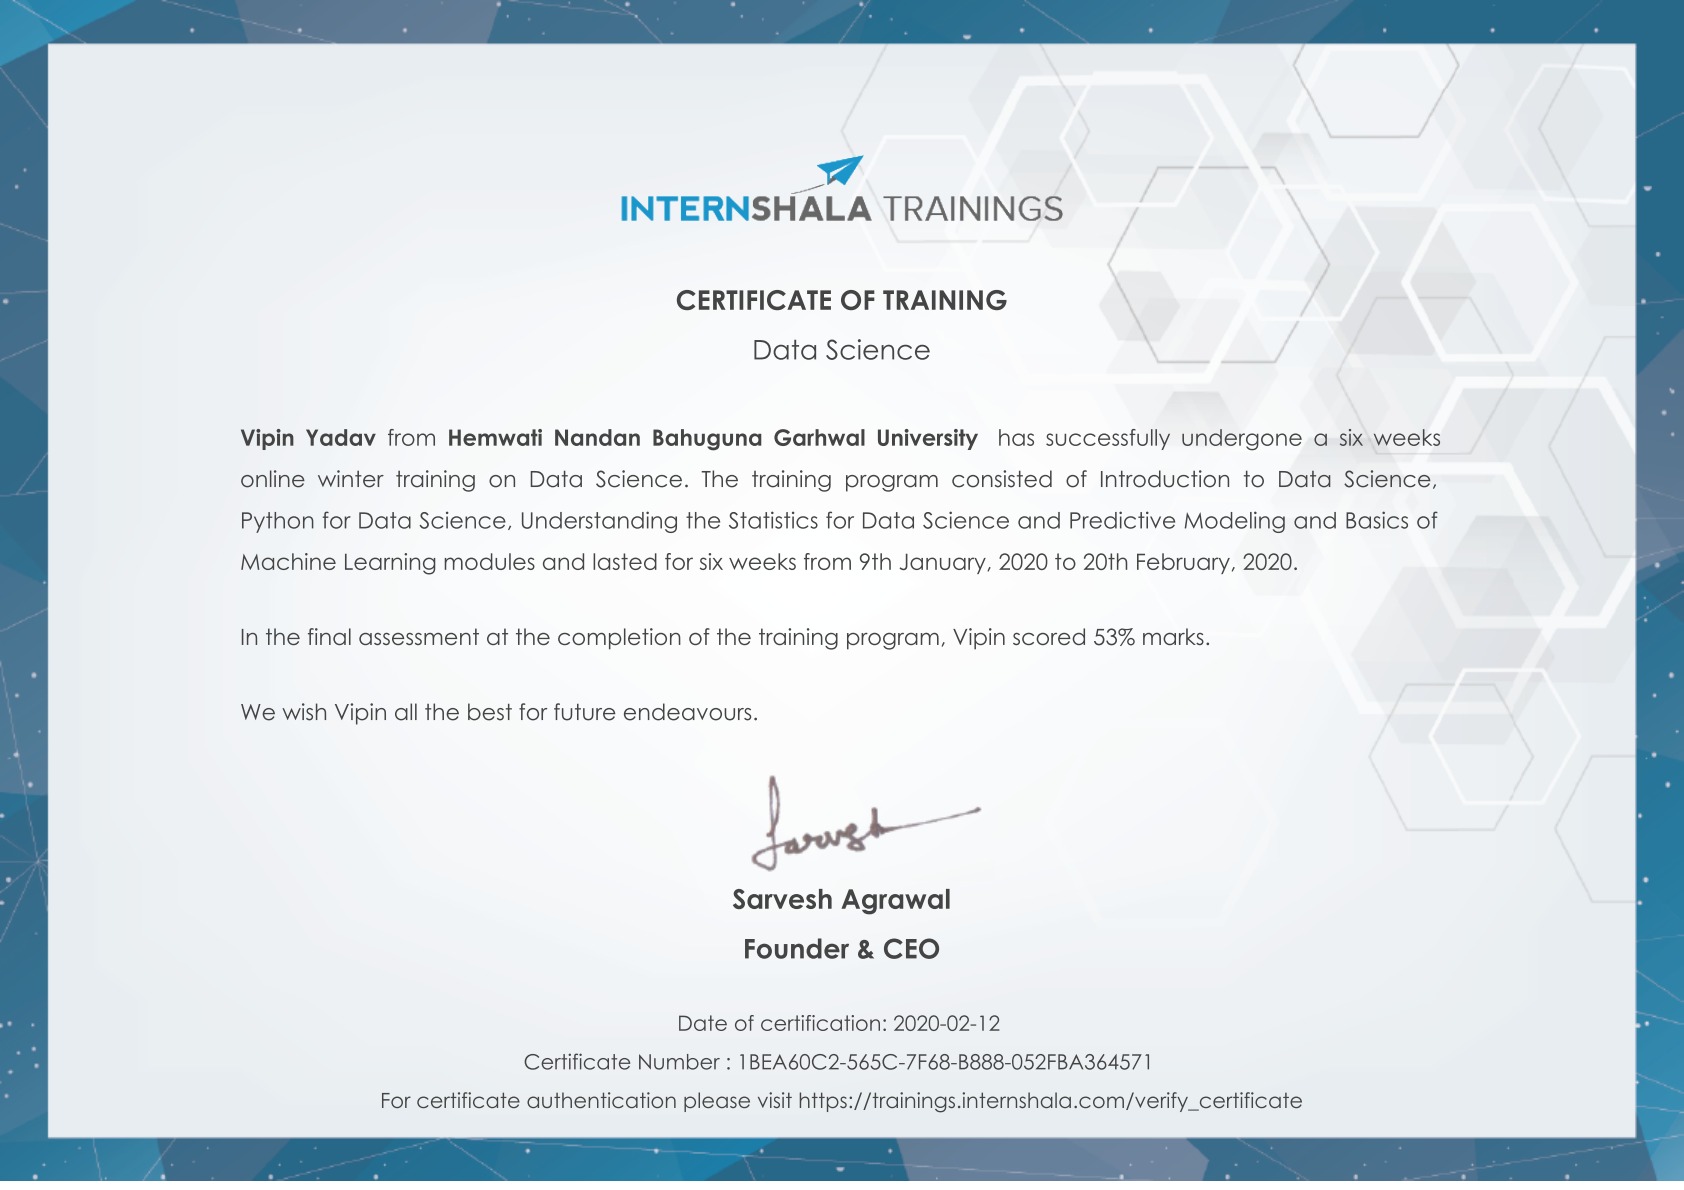 INTERNSHALA TRAININGS
CERTIFICATE OF TRAINING
Data Science
Vipin Yadav from Hemwati Nandan Bahuguna Garhwal University has successfully undergone a six weeks
online winter training on Data Science. The training program consisted of Introduction to Data Science,
Python for Data Science, Understanding the Statistics for Data Science and Predictive Modeling and Basics of
Machine Learning modules and lasted for six weeks from 9th January, 2020 to 20th February, 2020.
In the final assessment at the completion of the training program, Vipin scored 53% marks.
We wish Vipin all the best for future endeavours.
Sarvesh
Sarvesh Agrawal
Founder & CEO
Date of certification: 2020-02-12
Certificate Number : 1BEA60C2-565C-7F68-B888-052FBA364571
For certificate authentication please visit https://trainings.internshala.com/verify_certificate